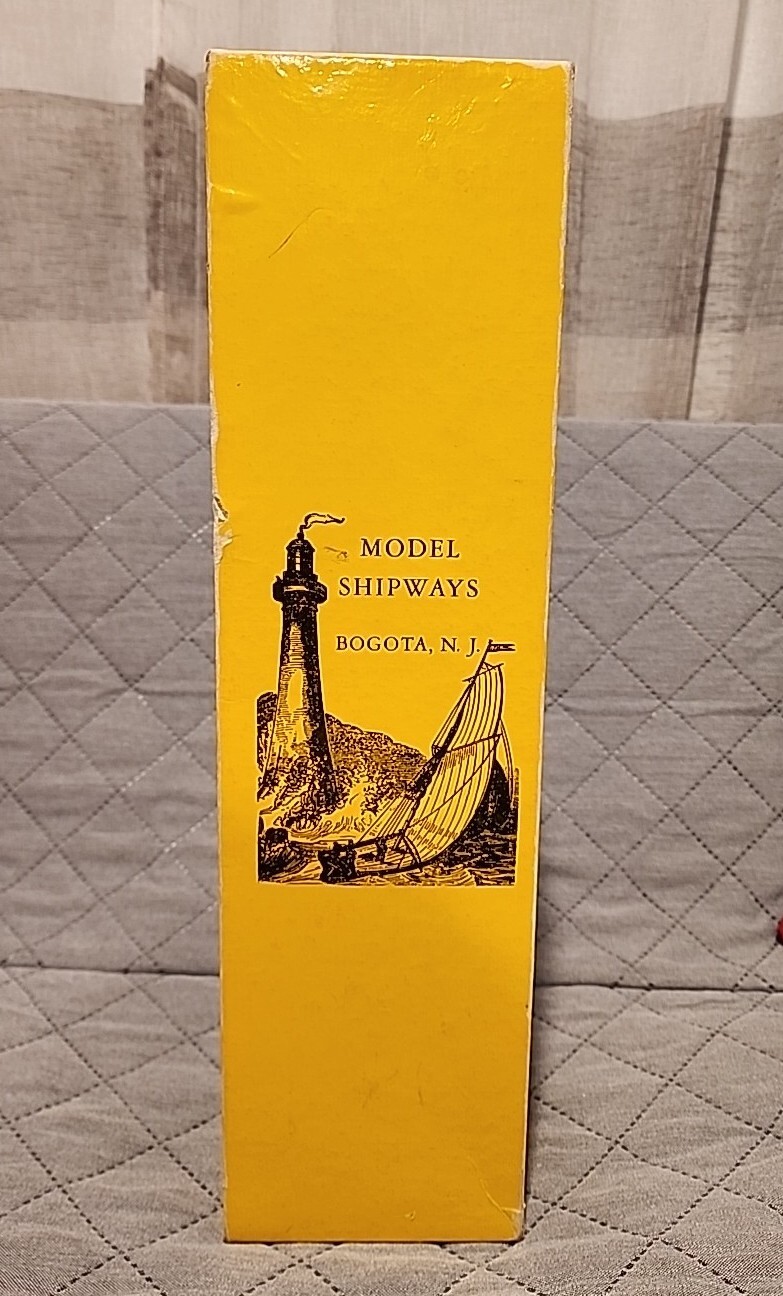 MODEL
SHIPWAYS
BOGOTA, N. J.